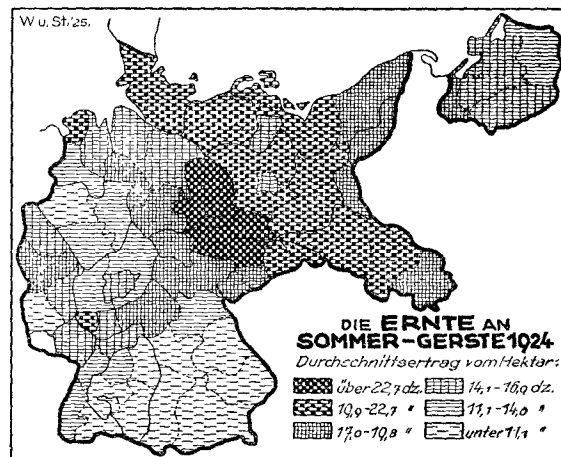 W u. St.'25.
DIE ERNTE AN
SOMMER-GERSTE 1924
Durchschnittsertrag vom Hektar:
über 22,7 dz. 14,1-16,9 dz.
19,9-22,7 " 11,1-14,0 "
17,0-19,8 " unter 11,1 "